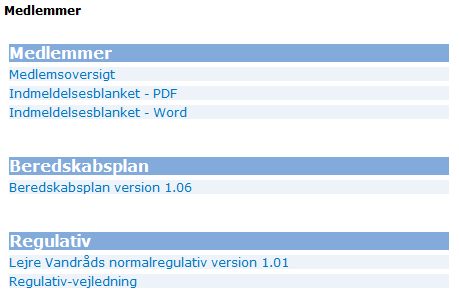 Medlemmer
Medlemmer
Medlemsoversigt
Indmeldelsesblanket - PDF
Indmeldelsesblanket - Word
Beredskabsplan
Beredskabsplan version 1.06
Regulativ
Lejre Vandråds normalregulativ version 1.01
Regulativ-vejledning